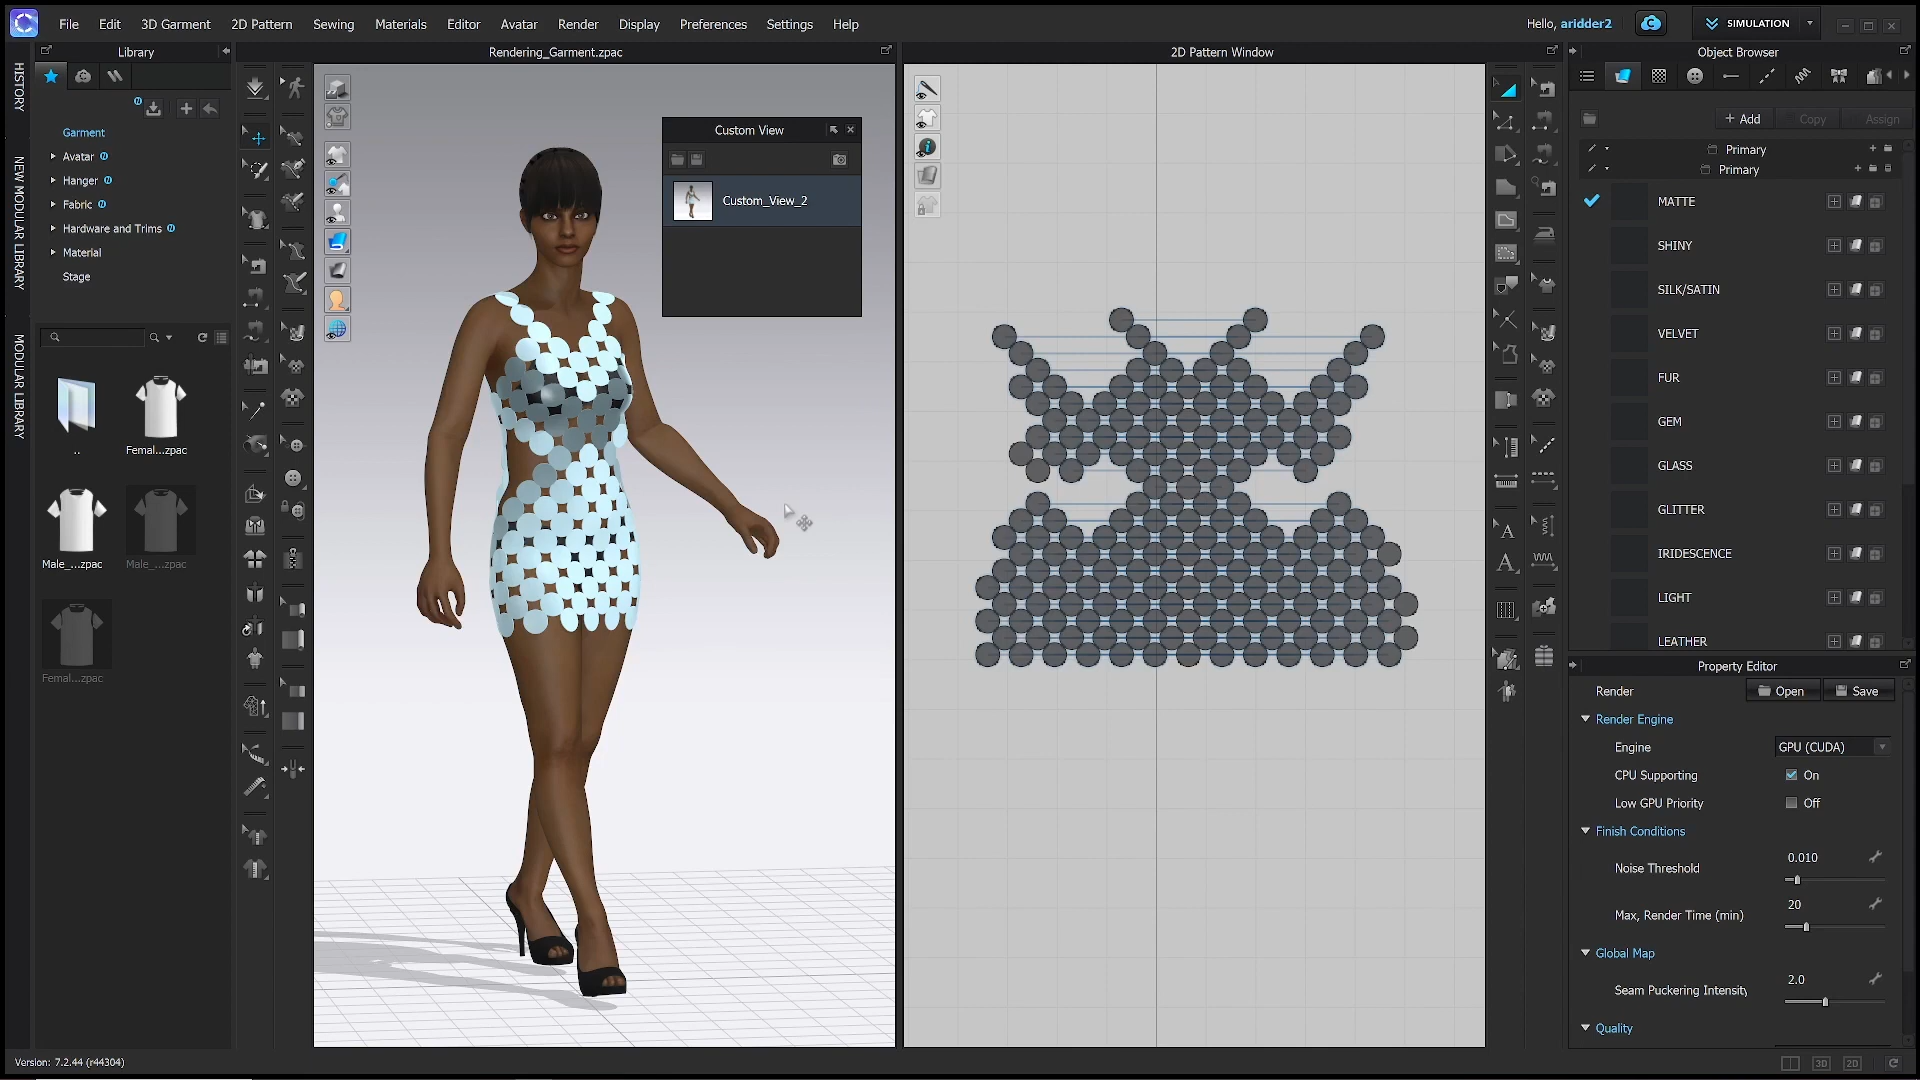 File Edit 3D Garment 2D Pattern Sewing Materials Editor Avatar Render Display Preferences Settings Help
Hello, aridder2
SIMULATION
Library
Rendering_Garment.zpac
2D Pattern Window
Object Browser
HISTORY
NEW MODULAR LIBRARY
MODULAR LIBRARY
Garment
Avatar N
Hanger N
Fabric N
Hardware and Trims N
Material
Stage
..
Femal...zpac
Male_...zpac
Male_...zpac
Femal...zpac
Custom View
Custom_View_2
A
A
+ Add Copy Assign
Primary
Primary
MATTE
SHINY
SILK/SATIN
VELVET
FUR
GEM
GLASS
GLITTER
IRIDESCENCE
LIGHT
LEATHER
Property Editor
Render Open Save
Render Engine
Engine GPU (CUDA)
CPU Supporting On
Low GPU Priority Off
Finish Conditions
Noise Threshold 0.010
Max, Render Time (min) 20
Global Map
Seam Puckering Intensity 2.0
Quality
Version: 7.2.44 (r44304)
3D 2D